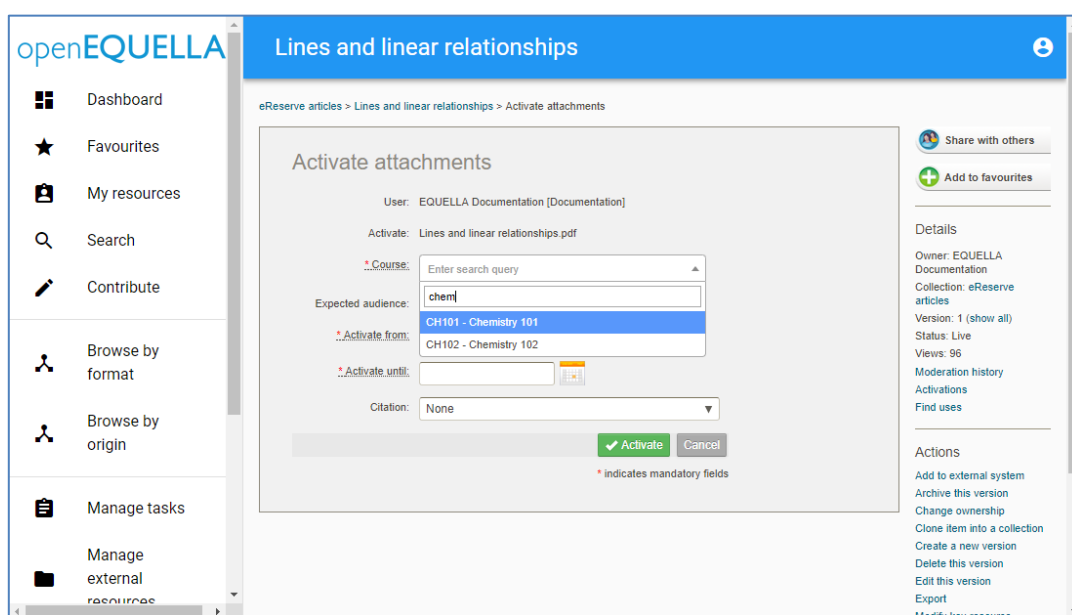 openEQUELLA
Dashboard
Favourites
My resources
Search
Contribute
Browse by
format
Browse by
origin
Manage tasks
Manage
external
resources
Lines and linear relationships
eReserve articles > Lines and linear relationships > Activate attachments
Activate attachments
User: EQUELLA Documentation [Documentation]
Activate: Lines and linear relationships.pdf
* Course: Enter search query
chem
Expected audience:
CH101 - Chemistry 101
* Activate from:
CH102 - Chemistry 102
* Activate until:
Citation: None
Activate Cancel
* indicates mandatory fields
Share with others
Add to favourites
Details
Owner: EQUELLA
Documentation
Collection: eReserve
articles
Version: 1 (show all)
Status: Live
Views: 96
Moderation history
Activations
Find uses
Actions
Add to external system
Archive this version
Change ownership
Clone item into a collection
Create a new version
Delete this version
Edit this version
Export
Modify key resource